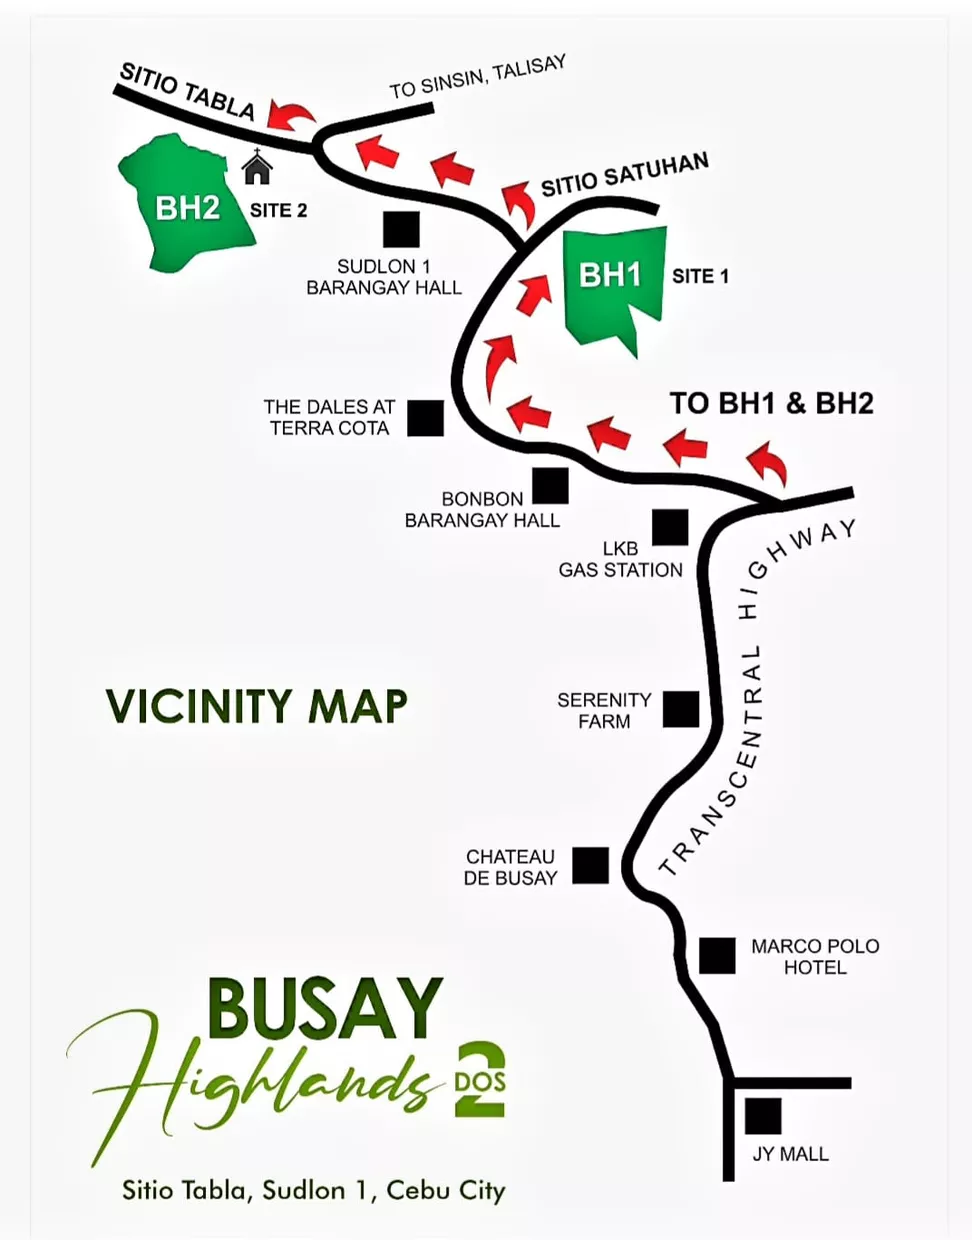 SITIO TABLA
TO SINSIN, TALISAY
SITIO SATUHAN
BH2
SITE 2
SUDLON 1
BARANGAY HALL
BH1
SITE 1
TO BH1 & BH2
THE DALES AT
TERRA COTA
BONBON
BARANGAY HALL
LKB
GAS STATION
TRANSCENTRAL HIGHWAY
VICINITY MAP
SERENITY
FARM
CHATEAU
DE BUSAY
MARCO POLO
HOTEL
BUSAY
Highlands 2
DOS
JY MALL
Sitio Tabla, Sudlon 1, Cebu City